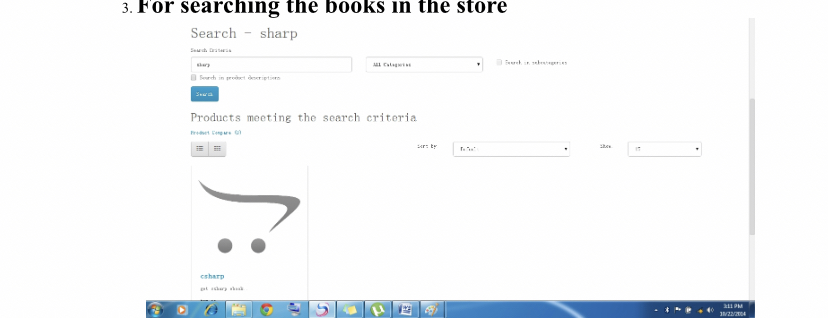 3. For searching the books in the store
Search - sharp
Search Criteria
sharp
All Categories
Search in subcategories
Search in product descriptions
Search
Products meeting the search criteria
Product Compare (0)
Sort by:
Default
Show:
csharp
get csharp ebook
3:11 PM
10/22/2014